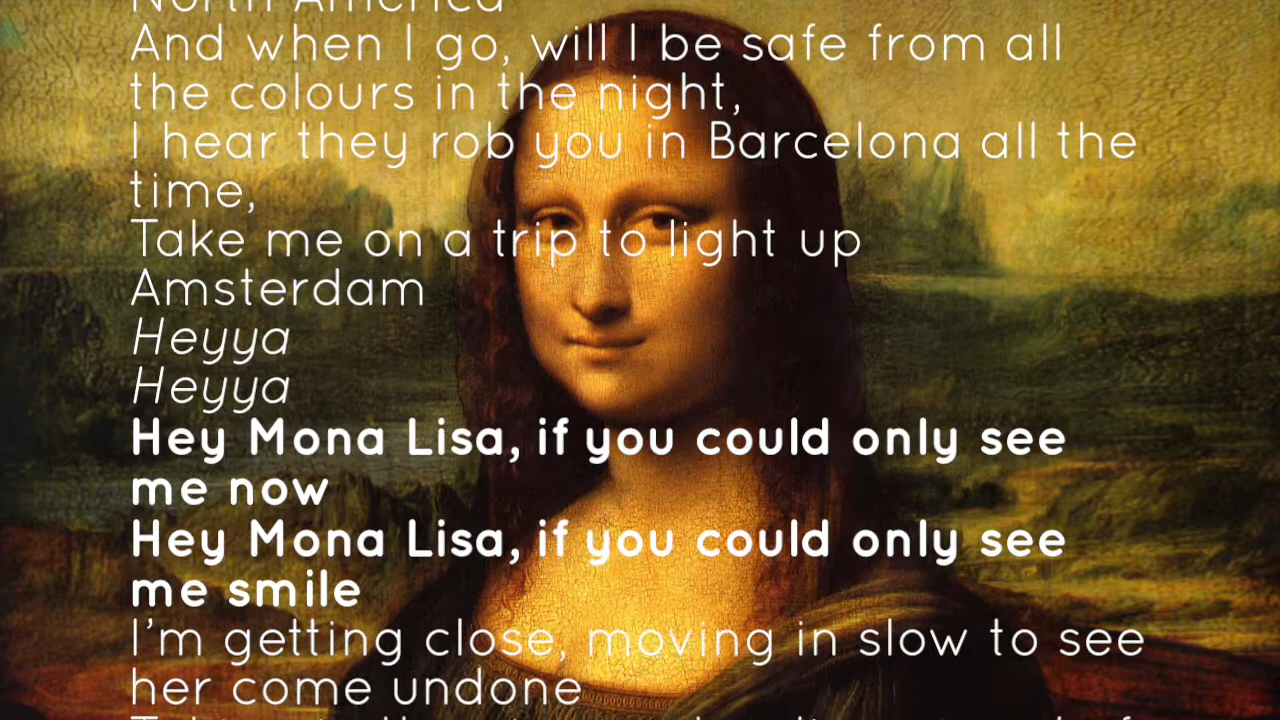 North America
And when I go, will I be safe from all
the colours in the night,
I hear they rob you in Barcelona all the
time,
Take me on a trip to light up
Amsterdam
Heyya
Heyya
Hey Mona Lisa, if you could only see
me now
Hey Mona Lisa, if you could only see
me smile
I'm getting close, moving in slow to see
her come undone